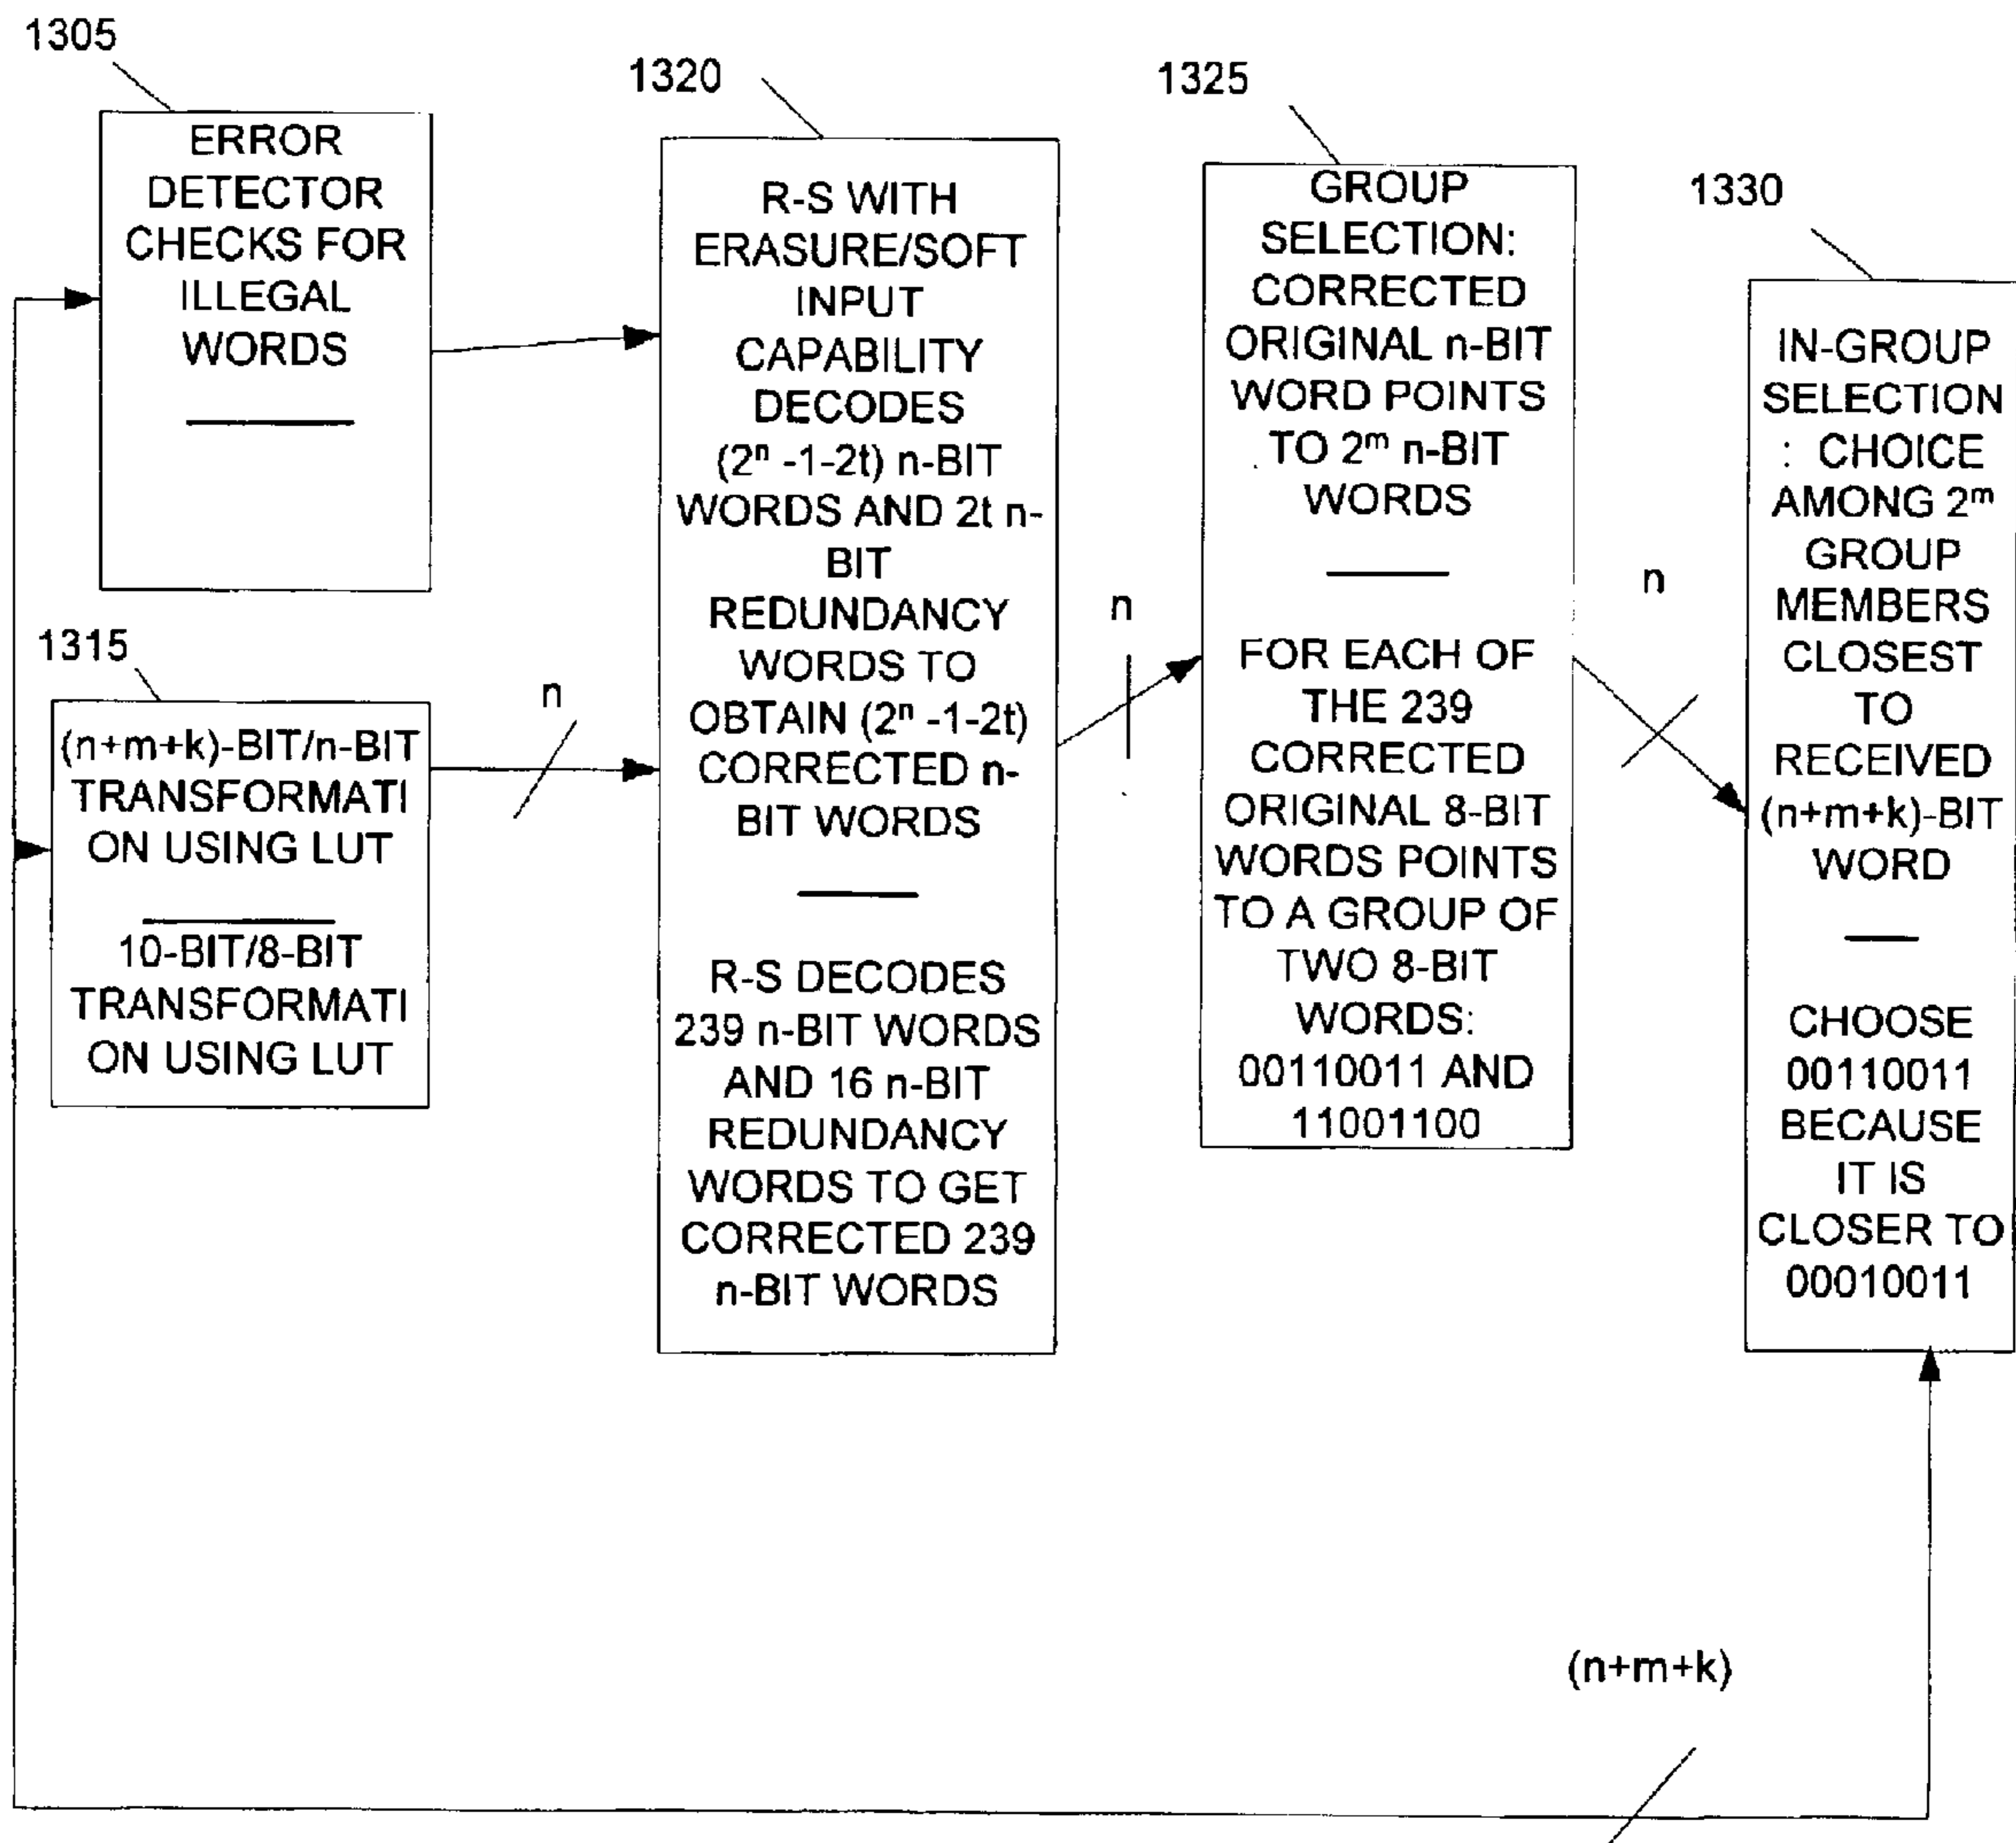 1305
ERROR
DETECTOR
CHECKS FOR
ILLEGAL
WORDS
1315
(n+m+k)-BIT/n-BIT
TRANSFORMATI
ON USING LUT
10-BIT/8-BIT
TRANSFORMATI
ON USING LUT
n
1320
R-S WITH
ERASURE/SOFT
INPUT
CAPABILITY
DECODES
(2ⁿ -1-2t) n-BIT
WORDS AND 2t n-
BIT
REDUNDANCY
WORDS TO
OBTAIN (2ⁿ -1-2t)
CORRECTED n-
BIT WORDS
R-S DECODES
239 n-BIT WORDS
AND 16 n-BIT
REDUNDANCY
WORDS TO GET
CORRECTED 239
n-BIT WORDS
n
1325
GROUP
SELECTION:
CORRECTED
ORIGINAL n-BIT
WORD POINTS
TO 2ᵐ n-BIT
WORDS
FOR EACH OF
THE 239
CORRECTED
ORIGINAL 8-BIT
WORDS POINTS
TO A GROUP OF
TWO 8-BIT
WORDS:
00110011 AND
11001100
n
1330
IN-GROUP
SELECTION
: CHOICE
AMONG 2ᵐ
GROUP
MEMBERS
CLOSEST
TO
RECEIVED
(n+m+k)-BIT
WORD
CHOOSE
00110011
BECAUSE
IT IS
CLOSER TO
00010011
(n+m+k)